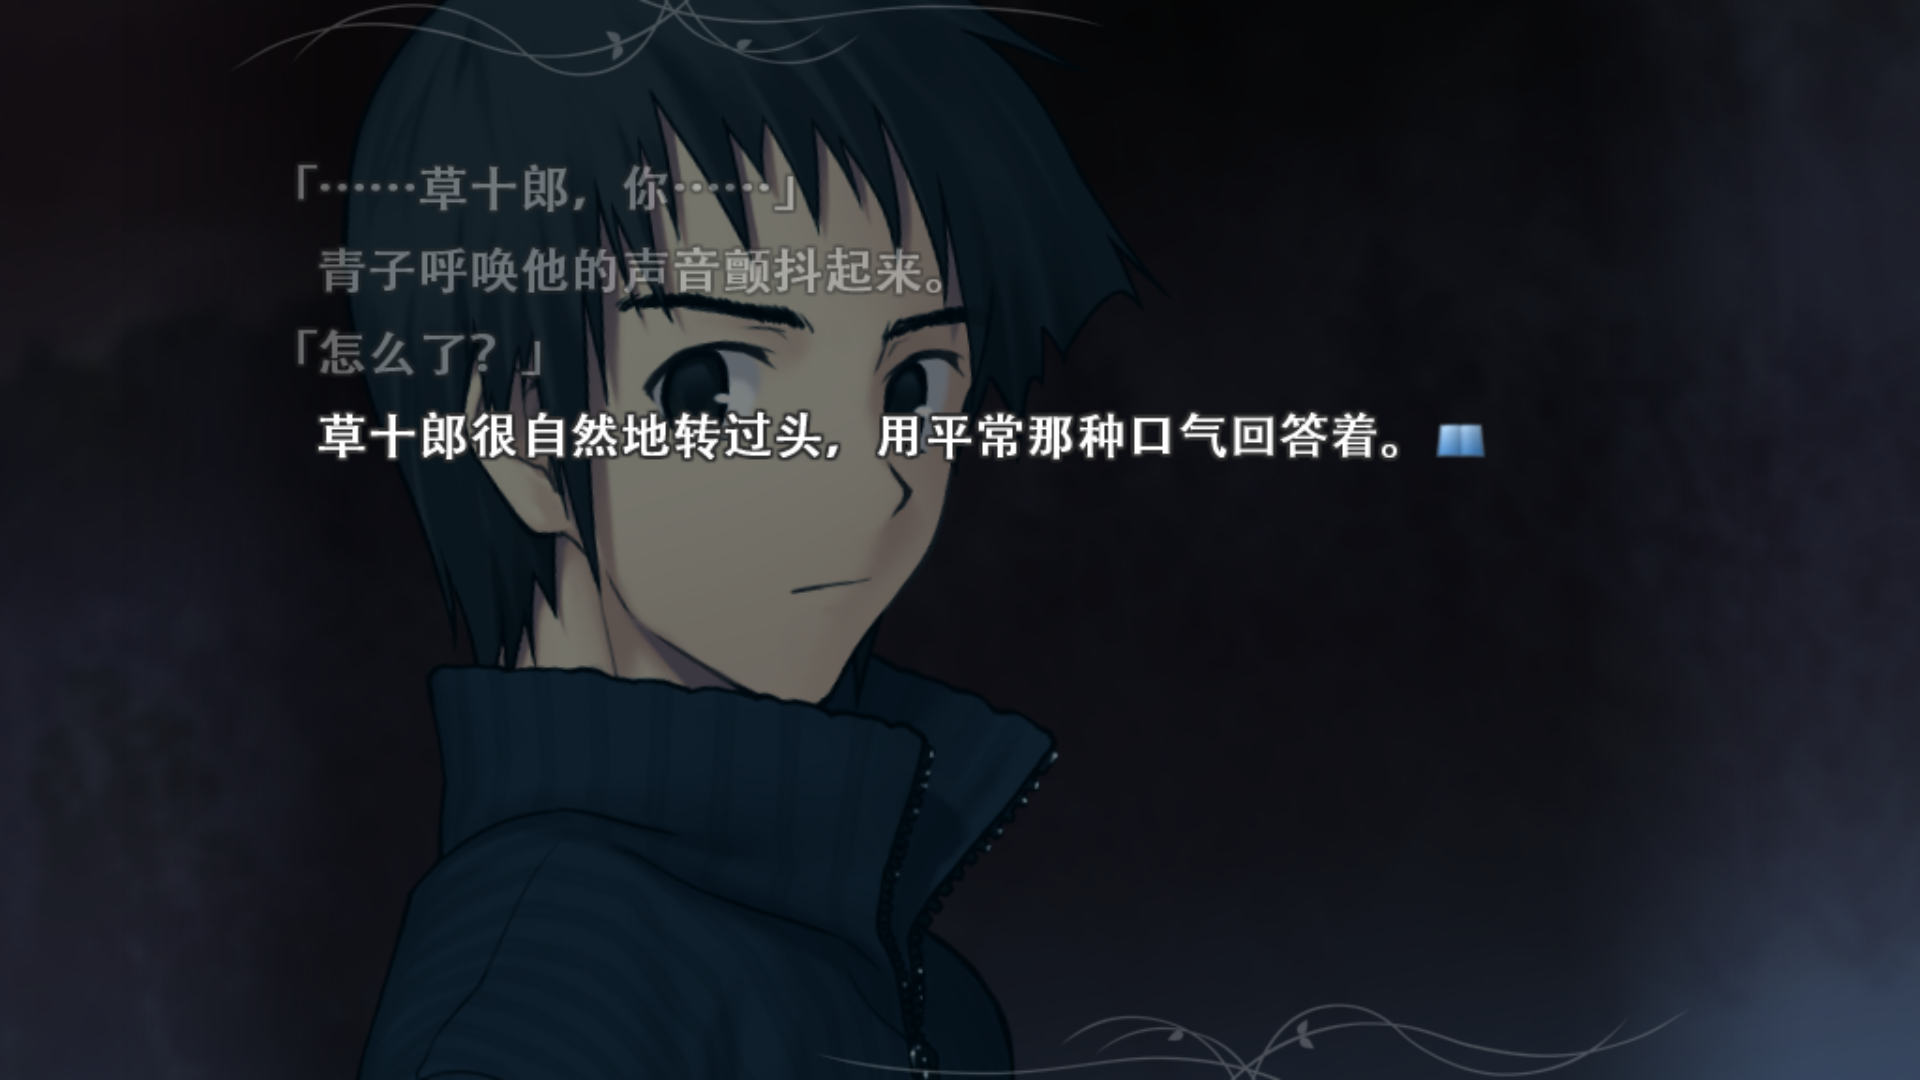 「……草十郎，你……」
青子呼唤他的声音颤抖起来。
「怎么了？」
草十郎很自然地转过头，用平常那种口气回答着。